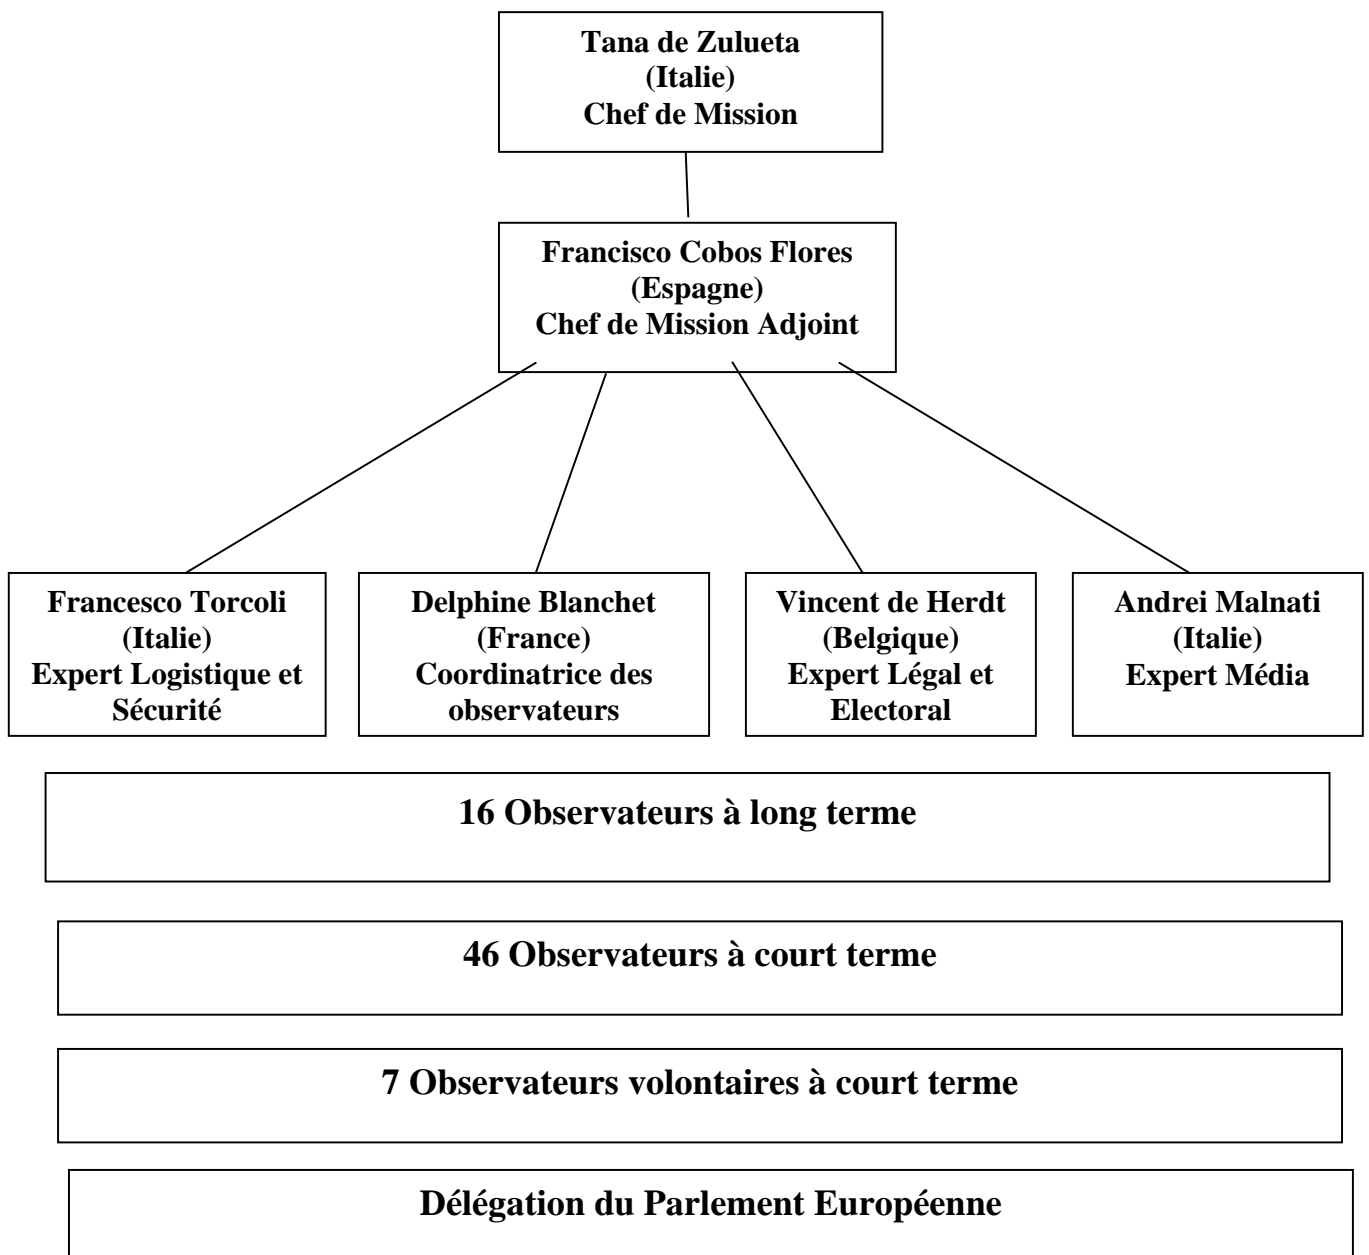 Tana de Zulueta
(Italie)
Chef de Mission
Francisco Cobos Flores
(Espagne)
Chef de Mission Adjoint
Francesco Torcoli
(Italie)
Expert Logistique et
Sécurité
Delphine Blanchet
(France)
Coordinatrice des
observateurs
Vincent de Herdt
(Belgique)
Expert Légal et
Electoral
Andrei Malnati
(Italie)
Expert Média
16 Observateurs à long terme
46 Observateurs à court terme
7 Observateurs volontaires à court terme
Délégation du Parlement Européenne